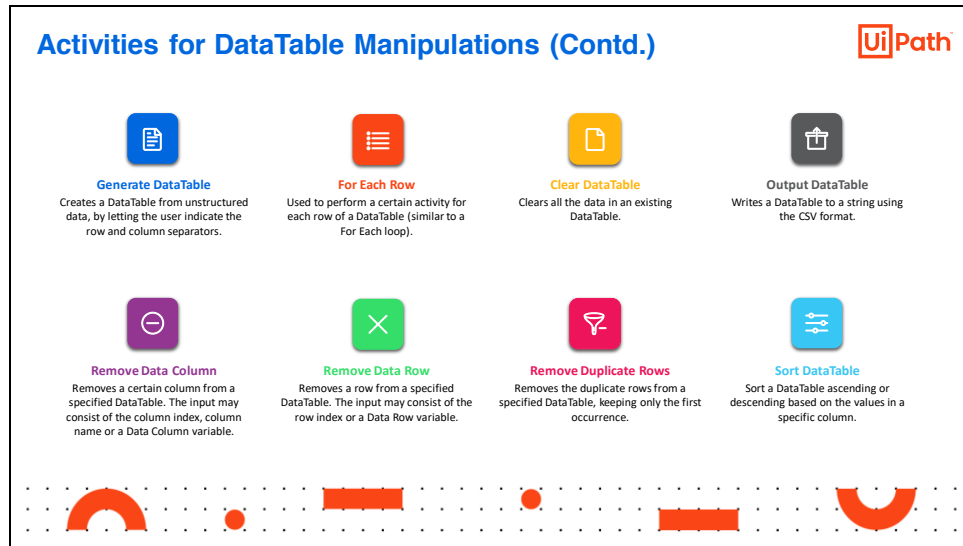 Activities for DataTable Manipulations (Contd.)
UiPath
Generate DataTable
Creates a DataTable from unstructured
data, by letting the user indicate the
row and column separators.
For Each Row
Used to perform a certain activity for
each row of a DataTable (similar to a
For Each loop).
Clear DataTable
Clears all the data in an existing
DataTable.
Output DataTable
Writes a DataTable to a string using
the CSV format.
Remove Data Column
Removes a certain column from a
specified DataTable. The input may
consist of the column index, column
name or a Data Column variable.
Remove Data Row
Removes a row from a specified
DataTable. The input may consist of the
row index or a Data Row variable.
Remove Duplicate Rows
Removes the duplicate rows from a
specified DataTable, keeping only the first
occurrence.
Sort DataTable
Sort a DataTable ascending or
descending based on the values in a
specific column.